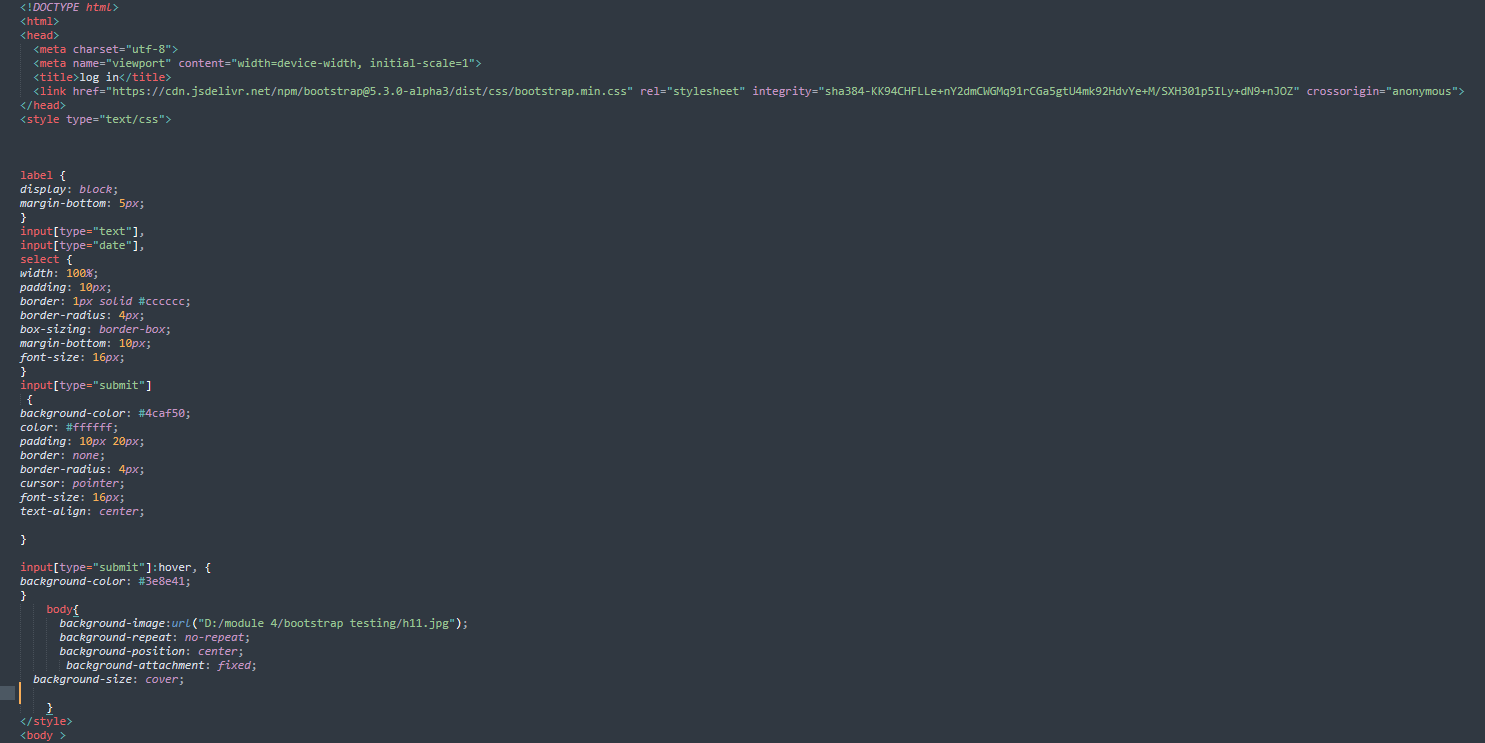 <!DOCTYPE html>
<html>
<head>
<meta charset="utf-8">
<meta name="viewport" content="width=device-width, initial-scale=1">
<title>log in</title>
<link href="https://cdn.jsdelivr.net/npm/bootstrap@5.3.0-alpha3/dist/css/bootstrap.min.css" rel="stylesheet" integrity="sha384-KK94CHFLLe+nY2dmCWGMq91rCGa5gtU4mk92HdvYe+M/SXH301p5ILy+dN9+nJOZ" crossorigin="anonymous">
</head>
<style type="text/css">
label {
display: block;
margin-bottom: 5px;
}
input[type="text"],
input[type="date"],
select {
width: 100%;
padding: 10px;
border: 1px solid #cccccc;
border-radius: 4px;
box-sizing: border-box;
margin-bottom: 10px;
font-size: 16px;
}
input[type="submit"]
{
background-color: #4caf50;
color: #ffffff;
padding: 10px 20px;
border: none;
border-radius: 4px;
cursor: pointer;
font-size: 16px;
text-align: center;
}
input[type="submit"]:hover, {
background-color: #3e8e41;
}
body{
background-image:url("D:/module 4/bootstrap testing/h11.jpg");
background-repeat: no-repeat;
background-position: center;
background-attachment: fixed;
background-size: cover;
}
</style>
<body >